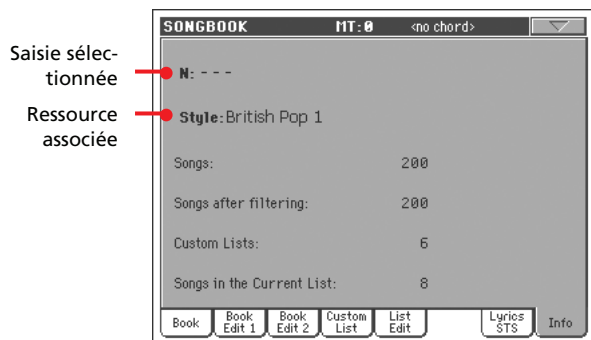 SONGBOOK MT:0 <no chord>
Saisie sélec-
tionnée
N: - - -
Ressource
associée
Style: British Pop 1
Songs: 200
Songs after filtering: 200
Custom Lists: 6
Songs in the Current List: 8
Book
Book
Edit 1
Book
Edit 2
Custom
List
List
Edit
Lyrics
STS
Info